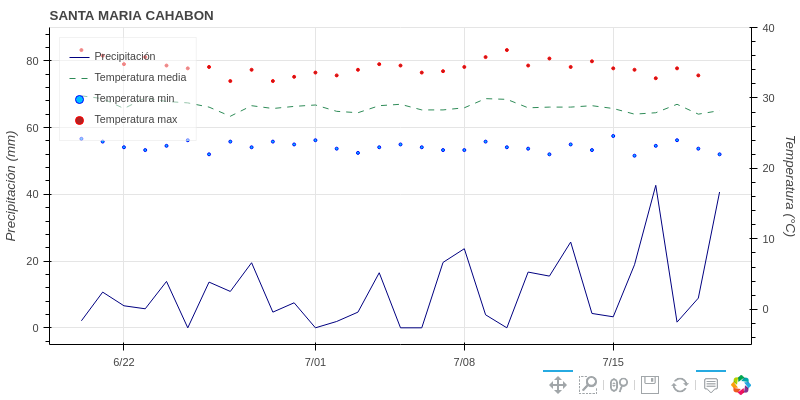 SANTA MARIA CAHABON
Precipitación
Temperatura media
Temperatura min
Temperatura max
Precipitación (mm)
80
60
40
20
0
Temperatura (°C)
40
30
20
10
0
6/22
7/01
7/08
7/15